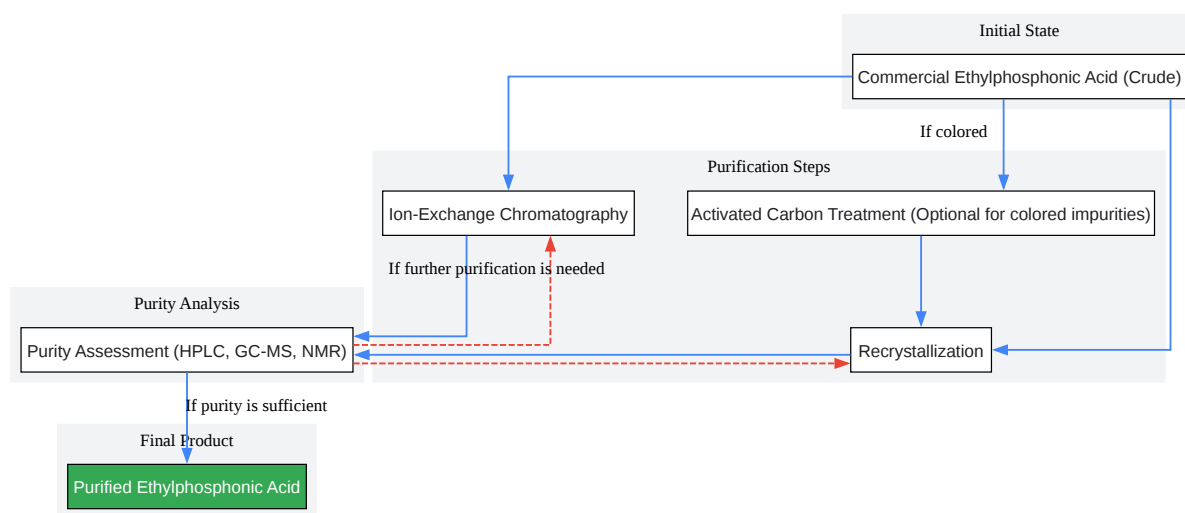 Initial State
Commercial Ethylphosphonic Acid (Crude)
If colored
Purification Steps
Ion-Exchange Chromatography
Activated Carbon Treatment (Optional for colored impurities)
If further purification is needed
Purity Analysis
Purity Assessment (HPLC, GC-MS, NMR)
Recrystallization
If purity is sufficient
Final Product
Purified Ethylphosphonic Acid